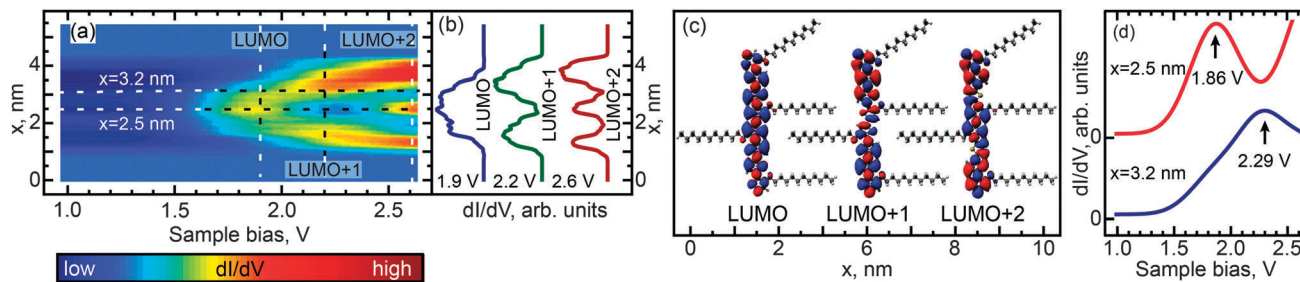 (a)
LUMO
LUMO+2
x=3.2 nm
x=2.5 nm
LUMO+1
x, nm
4
2
0
1.0
1.5
2.0
2.5
Sample bias, V
low
dI/dV
high
(b)
LUMO
LUMO+1
LUMO+2
1.9 V
2.2 V
2.6 V
dI/dV, arb. units
x, nm
4
2
0
(c)
LUMO
LUMO+1
LUMO+2
0
2
4
6
8
10
x, nm
(d)
x=2.5 nm
1.86 V
0
x=3.2 nm
2.29 V
0
dI/dV, arb. units
1.0
1.5
2.0
2.5
Sample bias, V